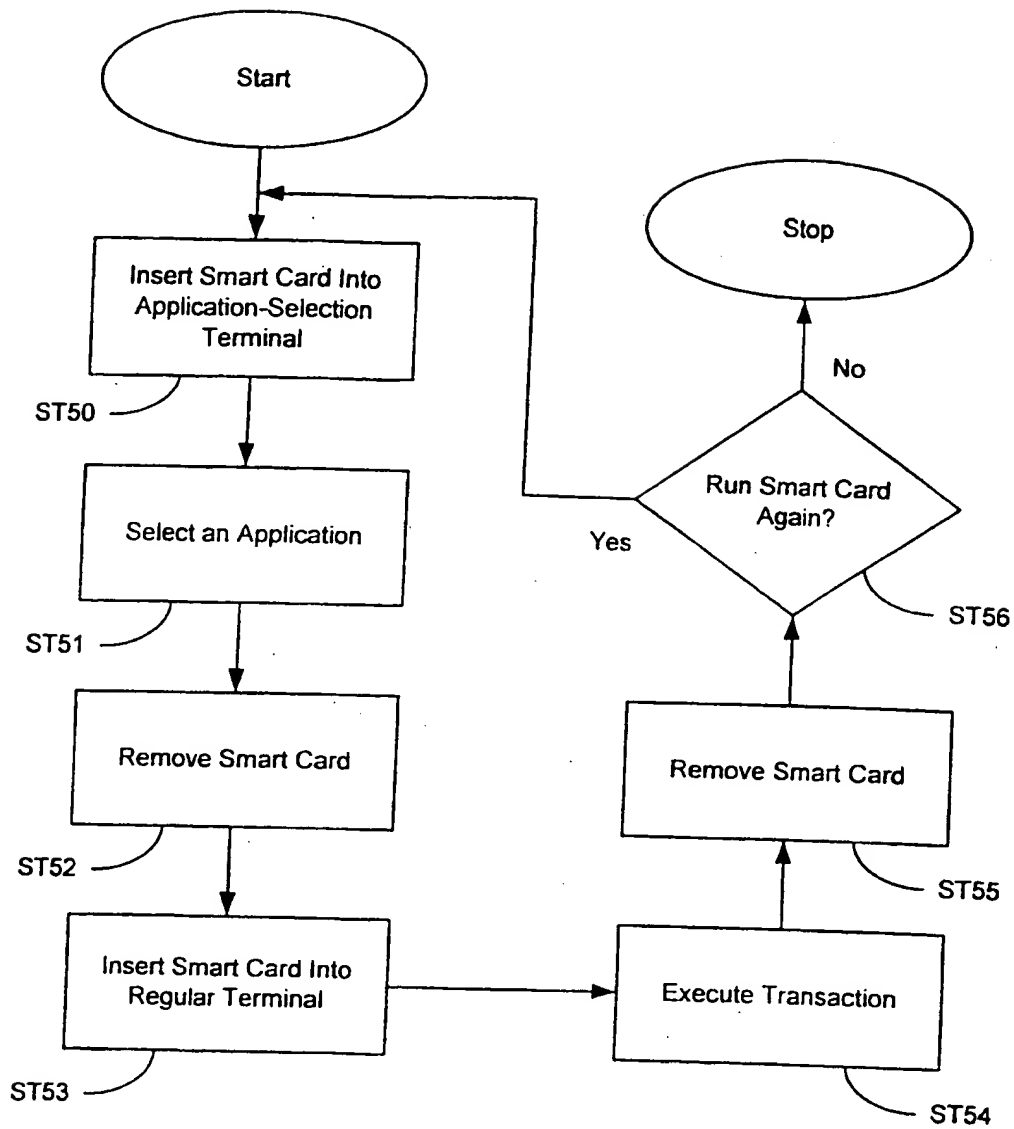 Start
Insert Smart Card Into
Application-Selection
Terminal
ST50
Select an Application
ST51
Remove Smart Card
ST52
Insert Smart Card Into
Regular Terminal
ST53
Execute Transaction
ST54
Remove Smart Card
ST55
Run Smart Card
Again?
ST56
Yes
No
Stop